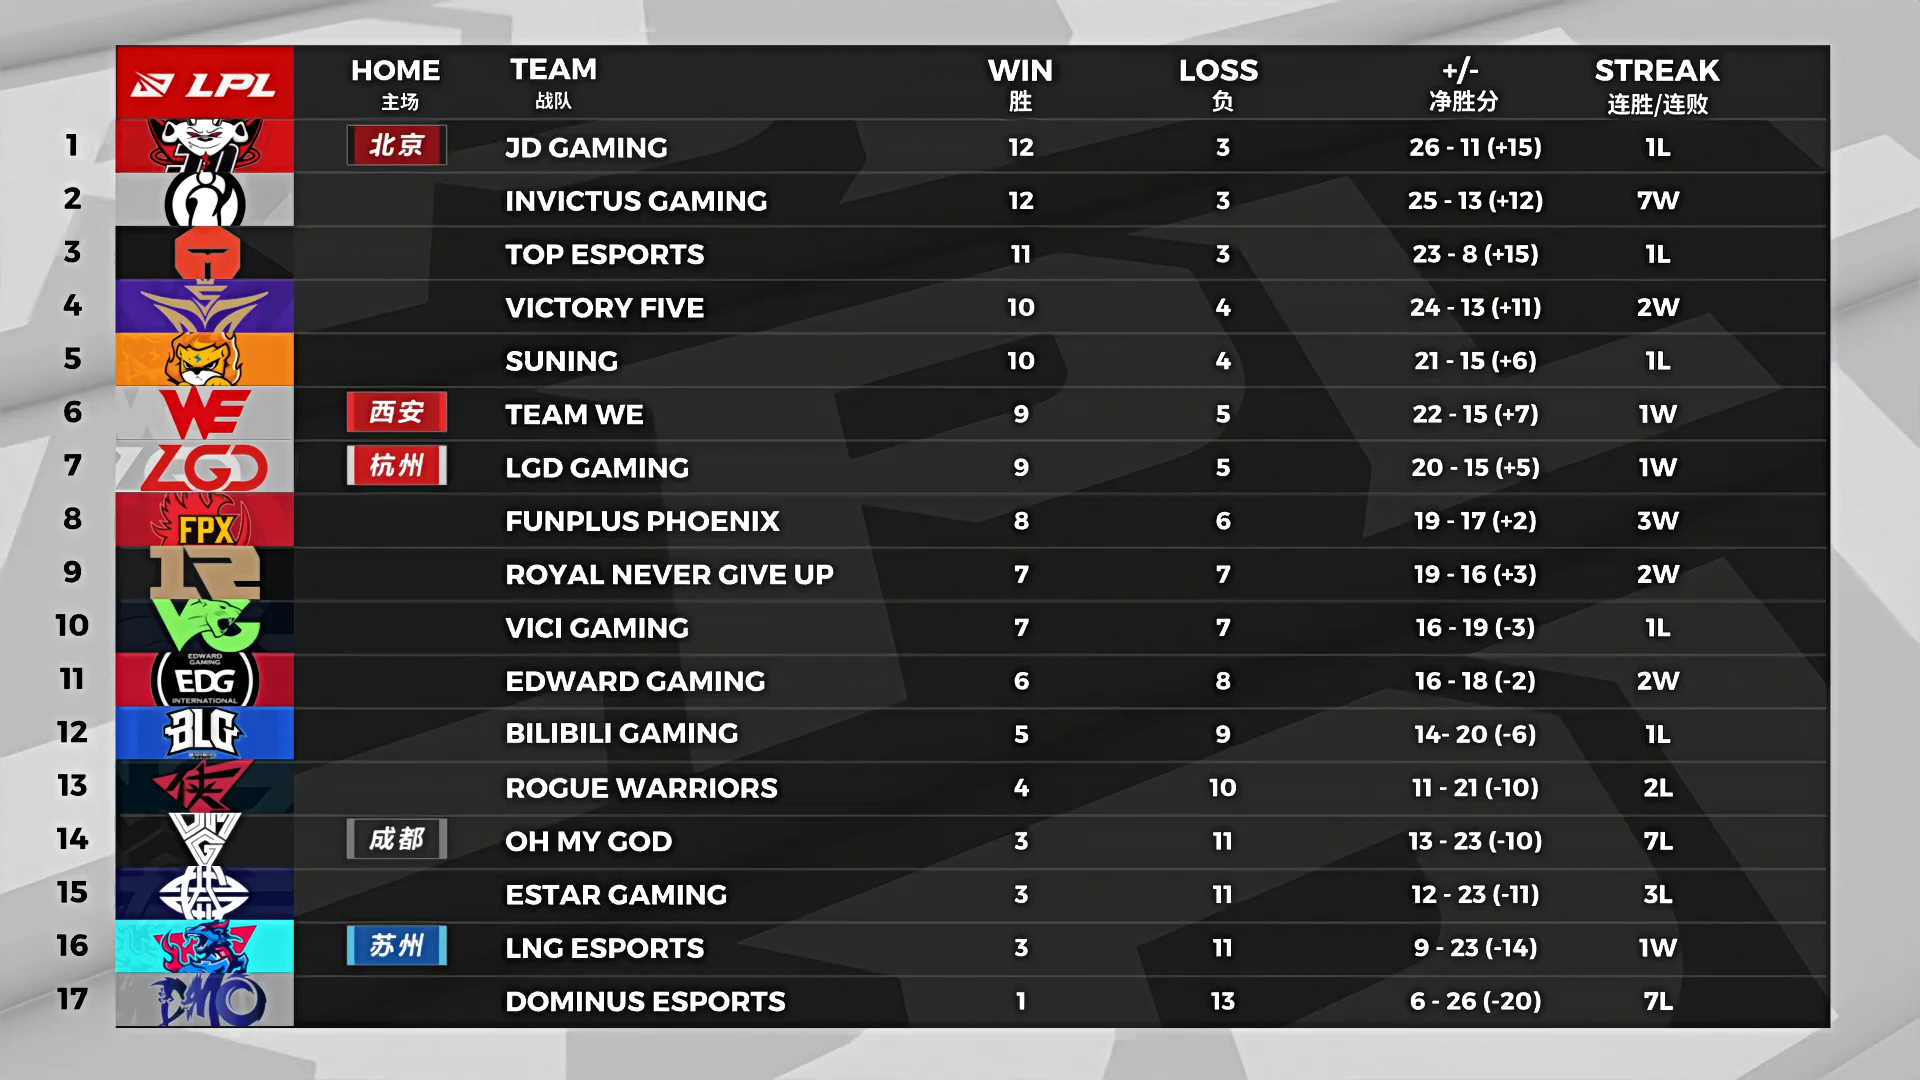 LPL HOME TEAM WIN LOSS +/- STREAK
主场 战队 胜 负 净胜分 连胜/连败
1 北京 JD GAMING 12 3 26 - 11 (+15) 1L
2 INVICTUS GAMING 12 3 25 - 13 (+12) 7W
3 TOP ESPORTS 11 3 23 - 8 (+15) 1L
4 VICTORY FIVE 10 4 24 - 13 (+11) 2W
5 SUNING 10 4 21 - 15 (+6) 1L
6 WE 西安 TEAM WE 9 5 22 - 15 (+7) 1W
7 LGD 杭州 LGD GAMING 9 5 20 - 15 (+5) 1W
8 FPX FUNPLUS PHOENIX 8 6 19 - 17 (+2) 3W
9 R ROYAL NEVER GIVE UP 7 7 19 - 16 (+3) 2W
10 VG VICI GAMING 7 7 16 - 19 (-3) 1L
EDWARD
GAMING
11 EDG EDWARD GAMING 6 8 16 - 18 (-2) 2W
INTERNATIONAL
12 BLG BILIBILI GAMING 5 9 14- 20 (-6) 1L
13 侠 ROGUE WARRIORS 4 10 11 - 21 (-10) 2L
14 OMG 成都 OH MY GOD 3 11 13 - 23 (-10) 7L
15 ESTAR GAMING 3 11 12 - 23 (-11) 3L
16 苏州 LNG ESPORTS 3 11 9 - 23 (-14) 1W
17 DMO DOMINUS ESPORTS 1 13 6 - 26 (-20) 7L